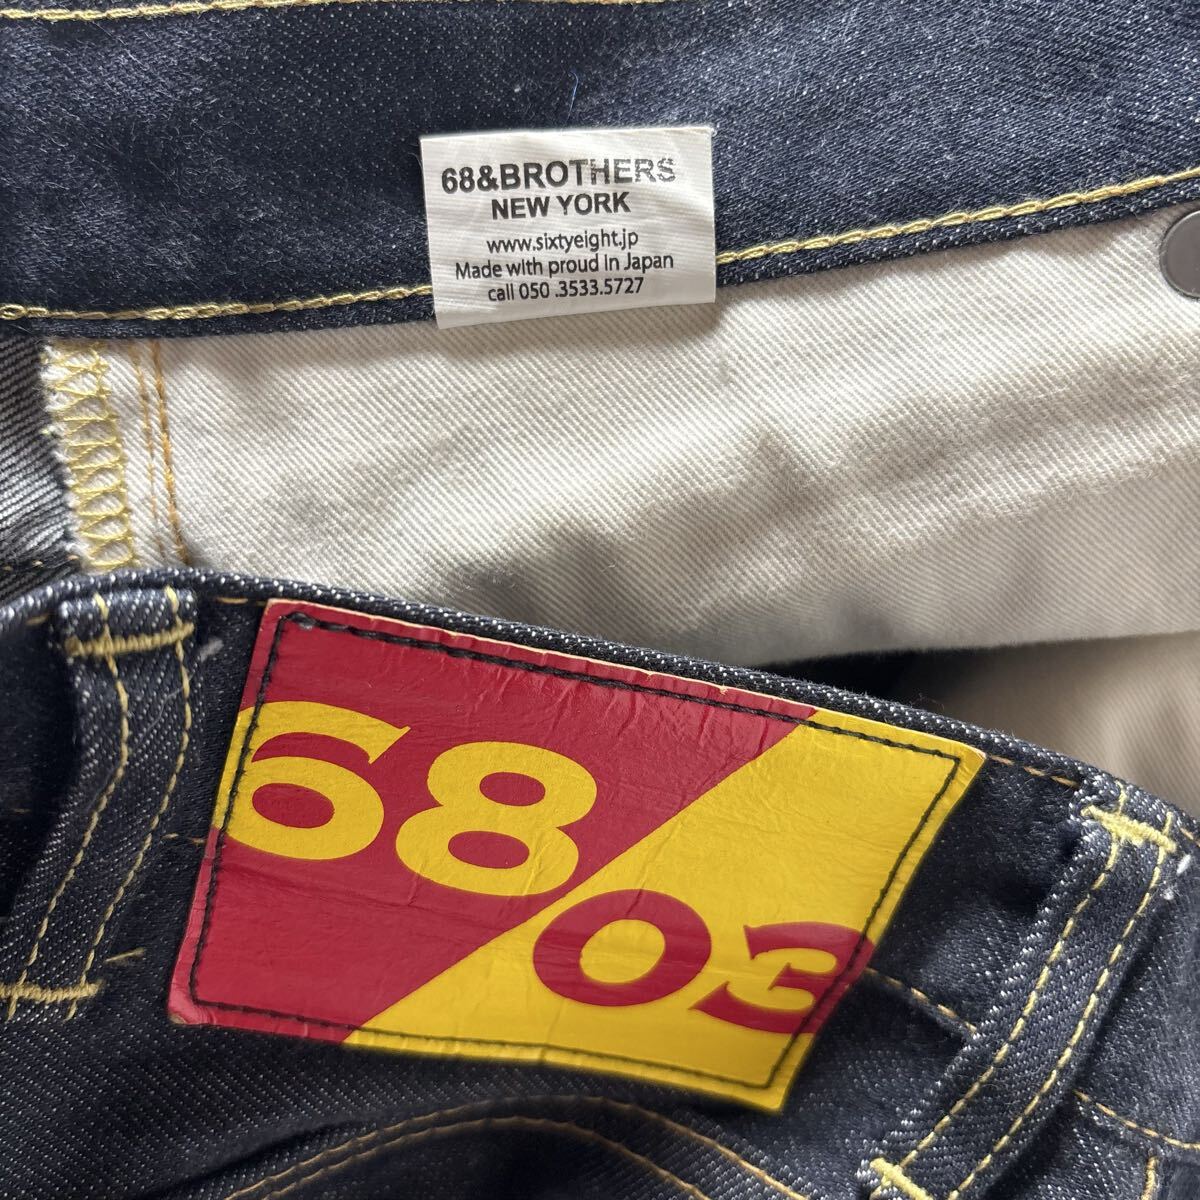 68&BROTHERS
NEW YORK
www.sixtyeight.jp
Made with proud in Japan
call 050 .3533.5727
68
03